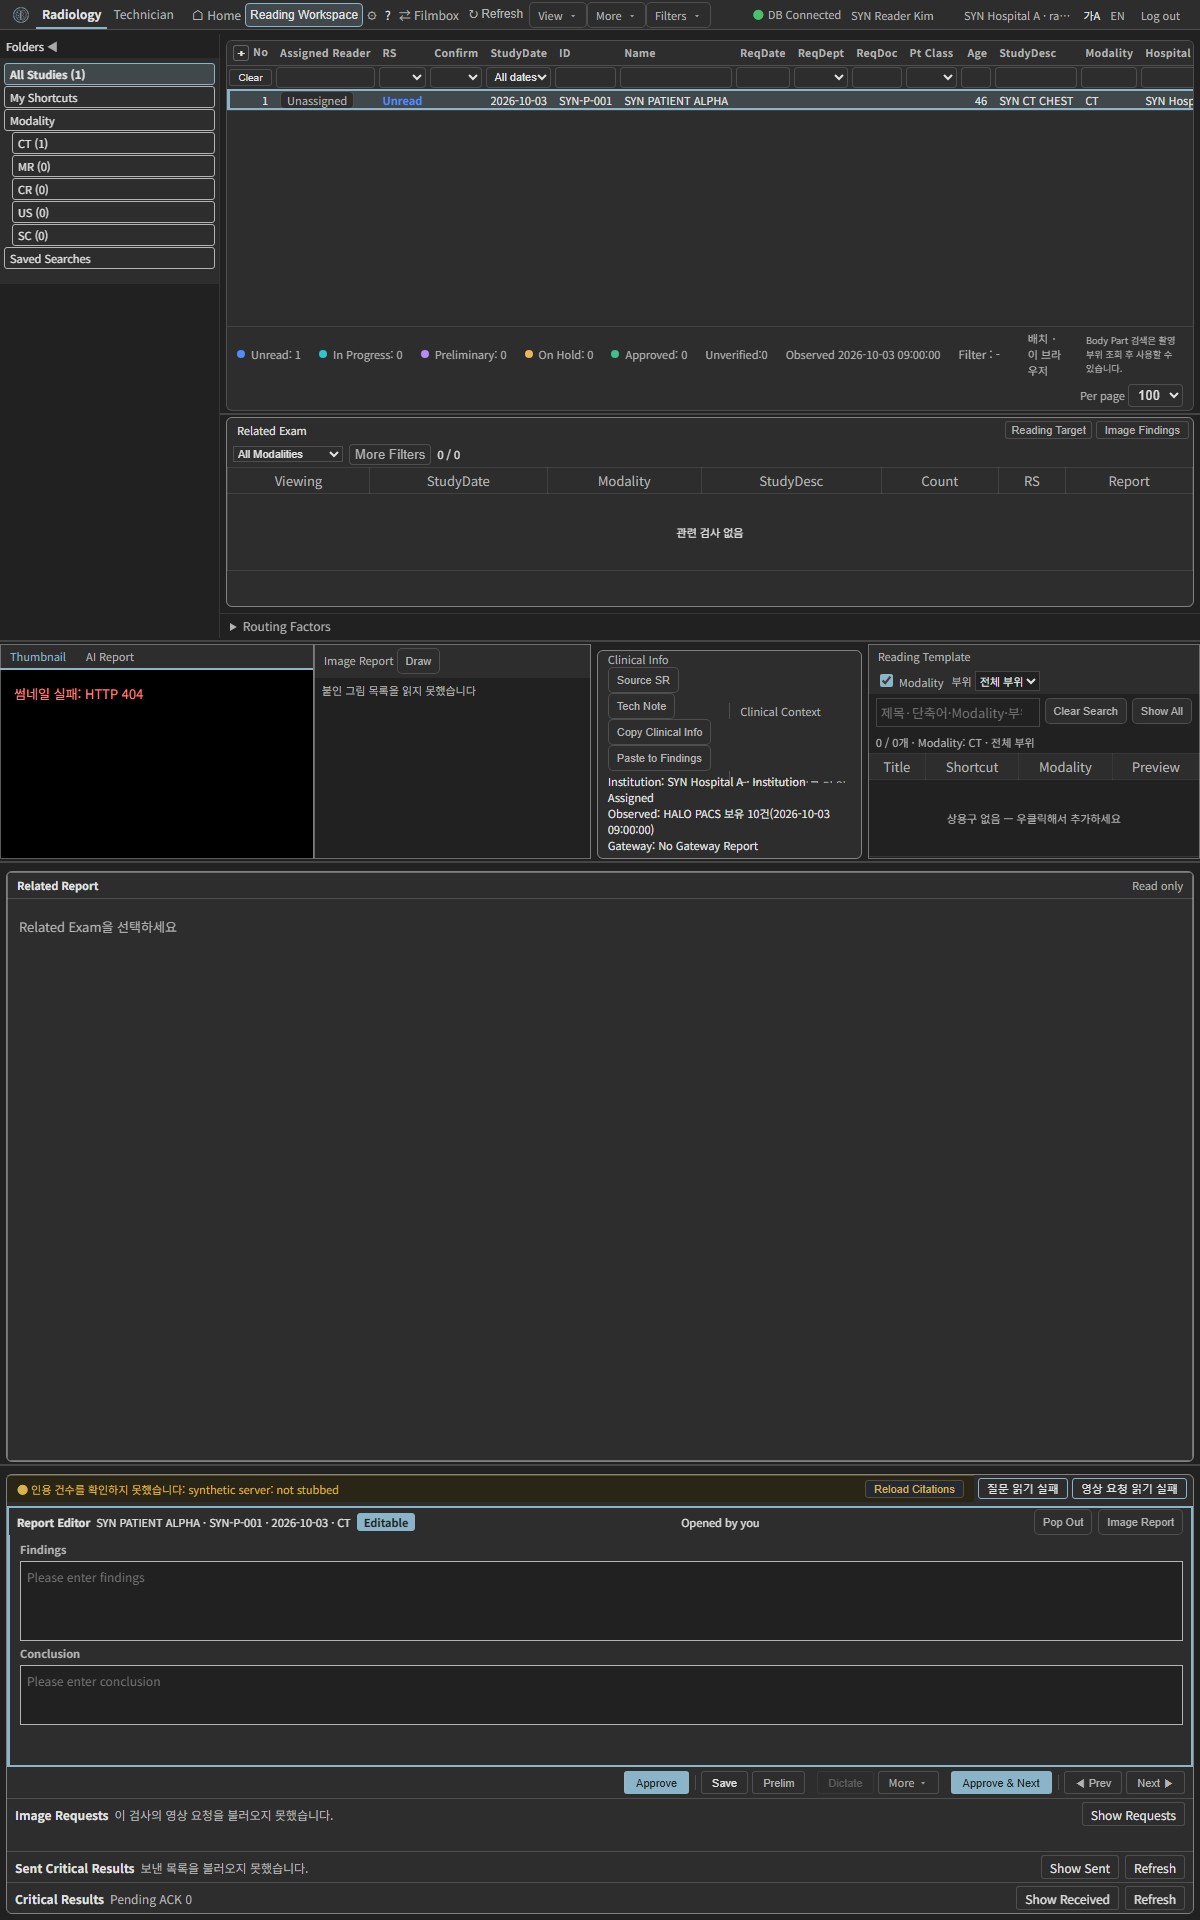 Radiology Technician Home Reading Workspace ? Filmbox Refresh View More Filters DB Connected SYN Reader Kim SYN Hospital A · ra··· 가A EN Log out
Folders
All Studies (1)
My Shortcuts
Modality
CT (1)
MR (0)
CR (0)
US (0)
SC (0)
Saved Searches
No Assigned Reader RS Confirm StudyDate ID Name ReqDate ReqDept ReqDoc Pt Class Age StudyDesc Modality Hospital
Clear All dates
1 Unassigned Unread 2026-10-03 SYN-P-001 SYN PATIENT ALPHA 46 SYN CT CHEST CT SYN Hosp
Unread: 1 In Progress: 0 Preliminary: 0 On Hold: 0 Approved: 0 Unverified:0 Observed 2026-10-03 09:00:00 Filter : -
배치 ·
이 브라
우저
Body Part 검색은 촬영
부위 조회 후 사용할 수
있습니다.
Per page 100
Related Exam Reading Target Image Findings
All Modalities More Filters 0 / 0
Viewing StudyDate Modality StudyDesc Count RS Report
관련 검사 없음
Routing Factors
Thumbnail AI Report
썸네일 실패: HTTP 404
Image Report Draw
붙인 그림 목록을 읽지 못했습니다
Clinical Info
Source SR
Tech Note
Copy Clinical Info
Paste to Findings
Clinical Context
Institution: SYN Hospital A · Institution
Assigned
Observed: HALO PACS 보유 10건(2026-10-03
09:00:00)
Gateway: No Gateway Report
Reading Template
Modality 부위 전체 부위
제목·단축어·Modality·부 Clear Search Show All
0 / 0개 · Modality: CT · 전체 부위
Title Shortcut Modality Preview
상용구 없음 — 우클릭해서 추가하세요
Related Report Read only
Related Exam을 선택하세요
인용 건수를 확인하지 못했습니다: synthetic server: not stubbed Reload Citations 질문 읽기 실패 영상 요청 읽기 실패
Report Editor SYN PATIENT ALPHA · SYN-P-001 · 2026-10-03 · CT Editable Opened by you Pop Out Image Report
Findings
Please enter findings
Conclusion
Please enter conclusion
Approve Save Prelim Dictate More Approve & Next Prev Next
Image Requests 이 검사의 영상 요청을 불러오지 못했습니다. Show Requests
Sent Critical Results 보낸 목록을 불러오지 못했습니다. Show Sent Refresh
Critical Results Pending ACK 0 Show Received Refresh